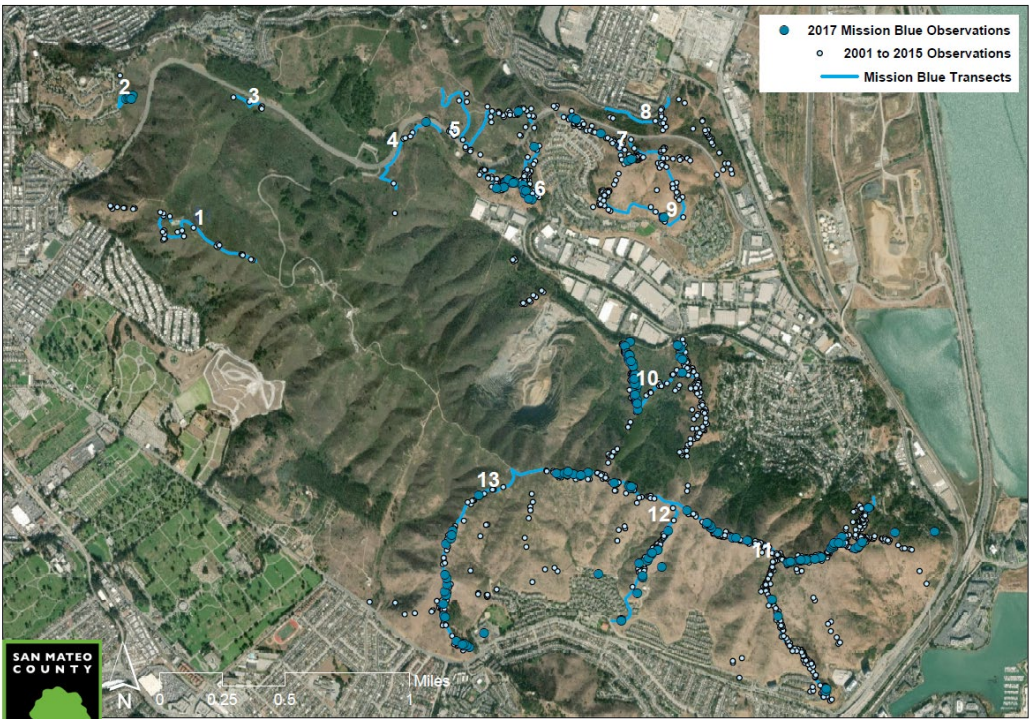 2017 Mission Blue Observations
2001 to 2015 Observations
Mission Blue Transects
2
3
8
4
5
7
6
9
1
10
13
12
11
SAN MATEO
COUNTY
N
0 0.25 0.5 1 Miles